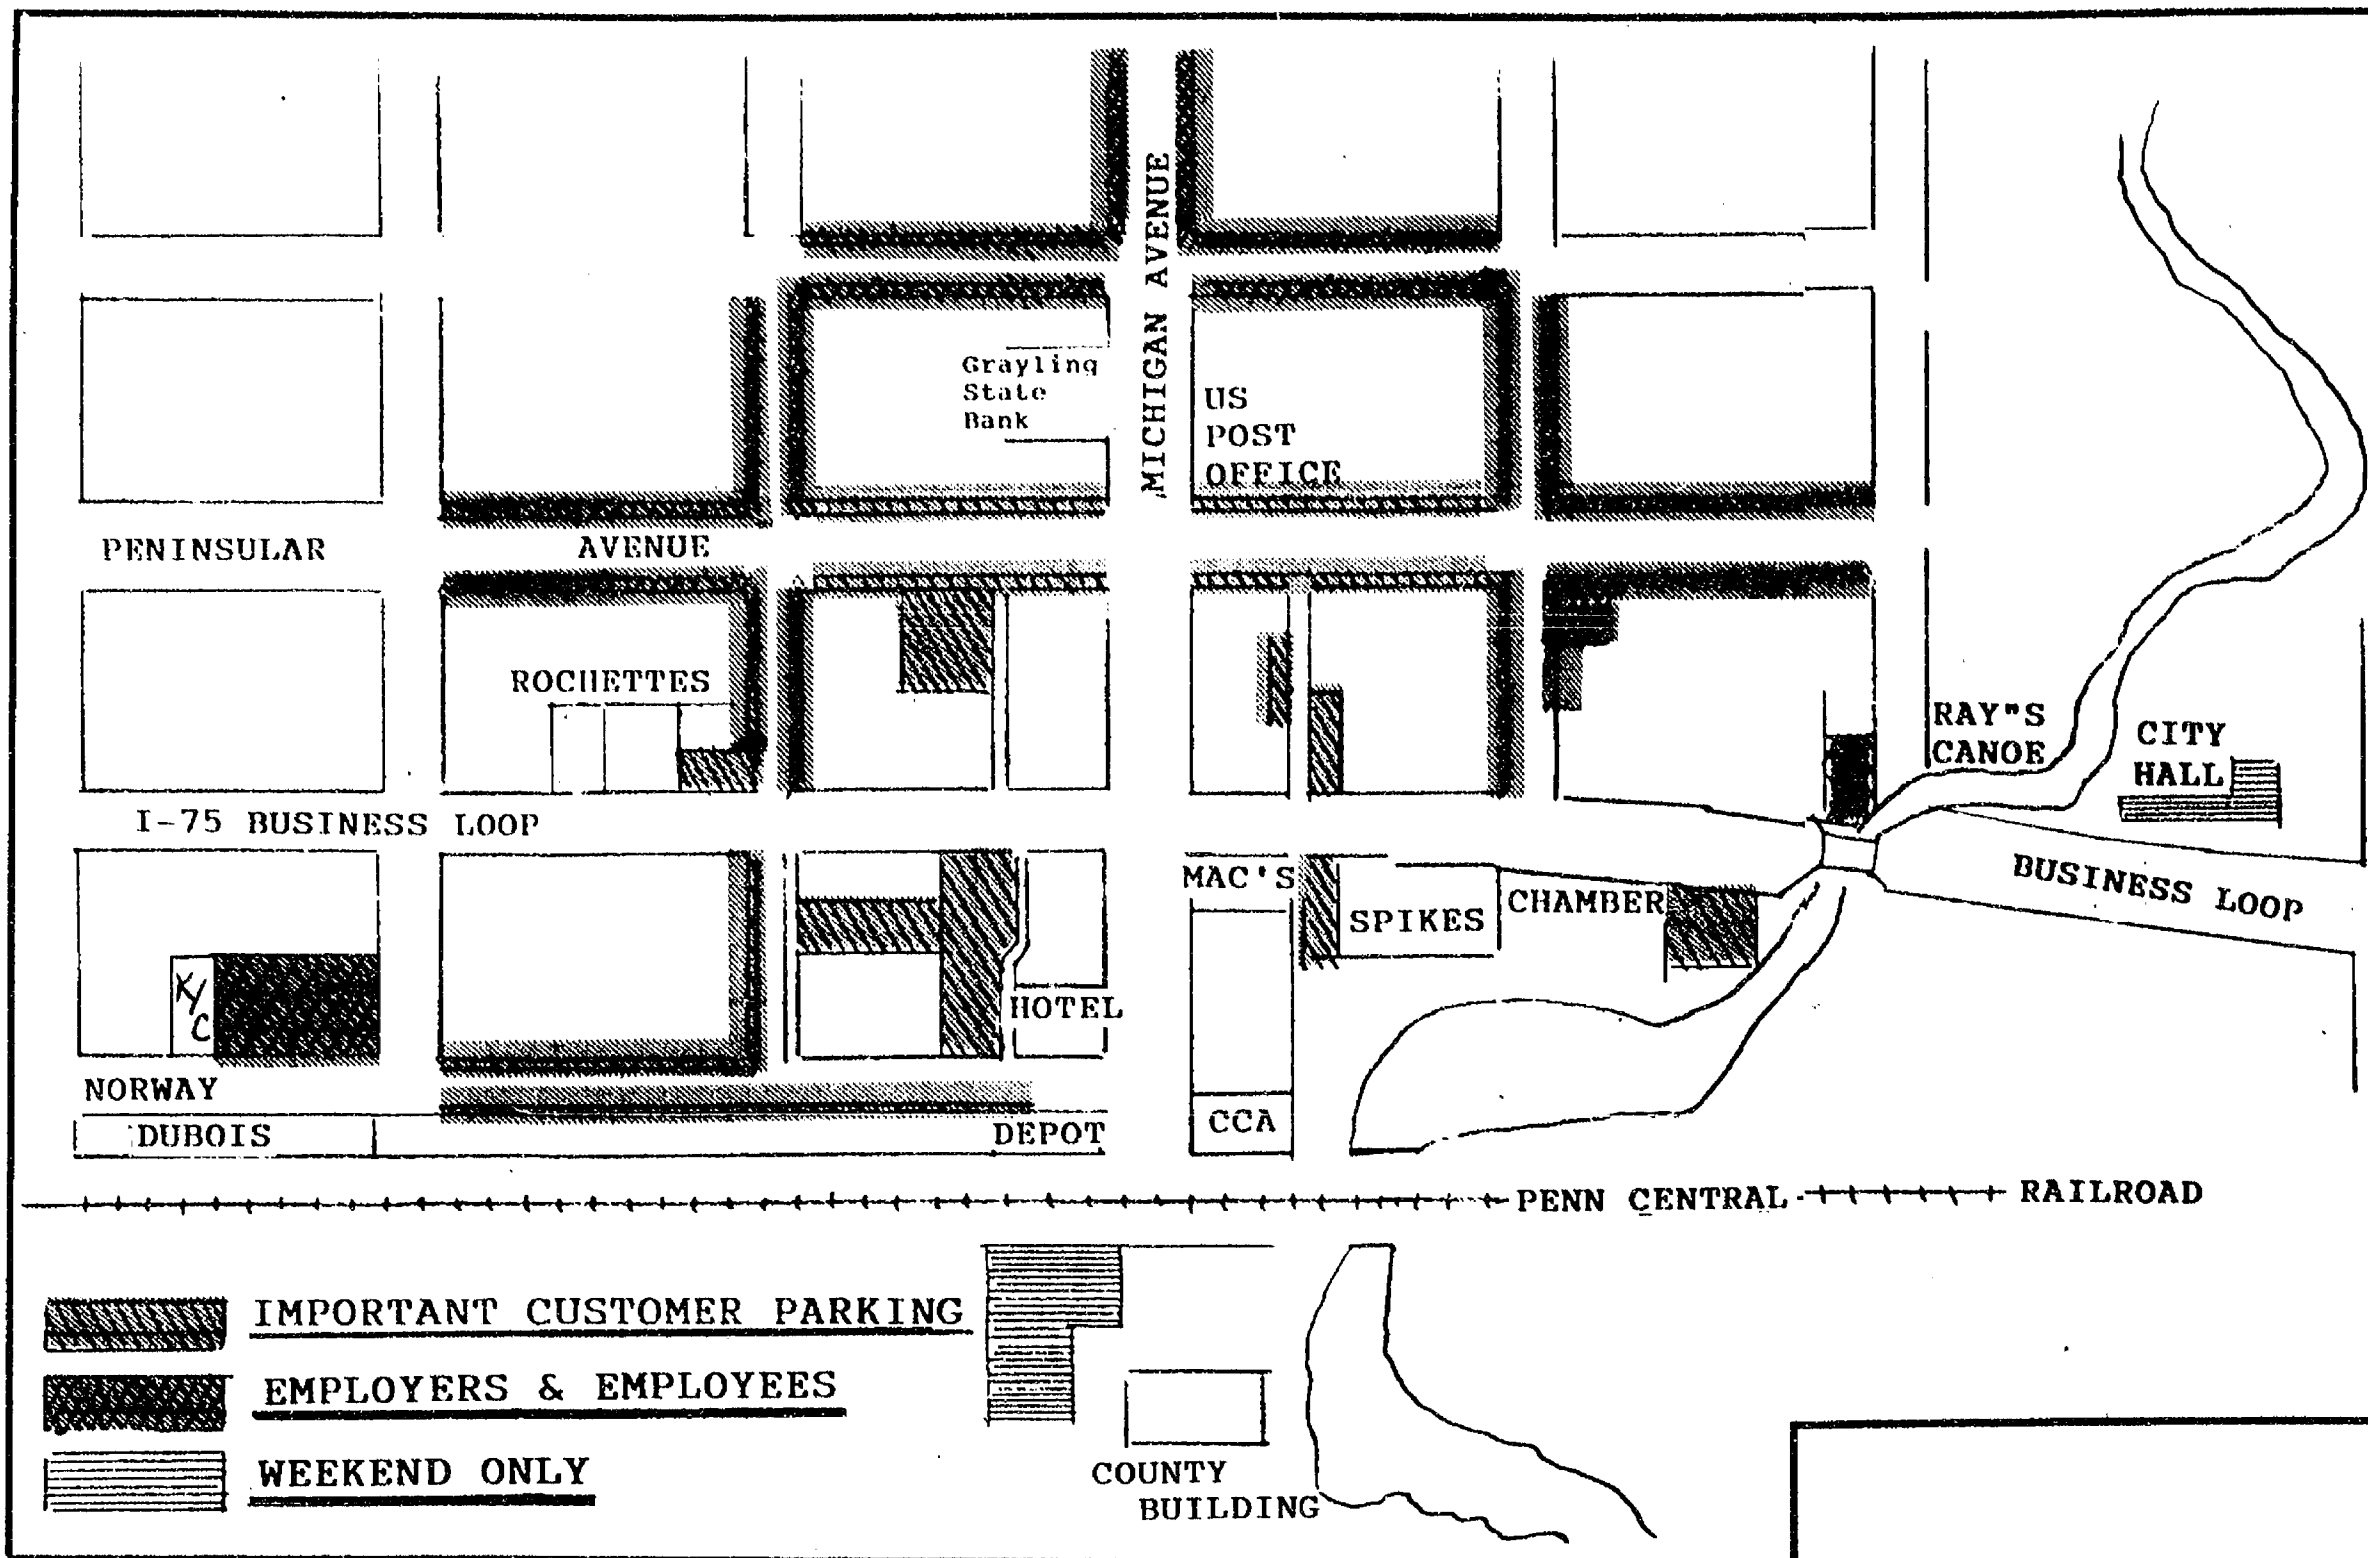 MICHIGAN AVENUE
Grayling
State
Bank
US
POST
OFFICE
PENINSULAR AVENUE
ROCHETTES
RAY"S
CANOE
CITY
HALL
I-75 BUSINESS LOOP
BUSINESS LOOP
MAC'S
SPIKES
CHAMBER
K/C
HOTEL
NORWAY
DUBOIS
DEPOT
CCA
PENN CENTRAL RAILROAD
IMPORTANT CUSTOMER PARKING
EMPLOYERS & EMPLOYEES
WEEKEND ONLY
COUNTY
BUILDING